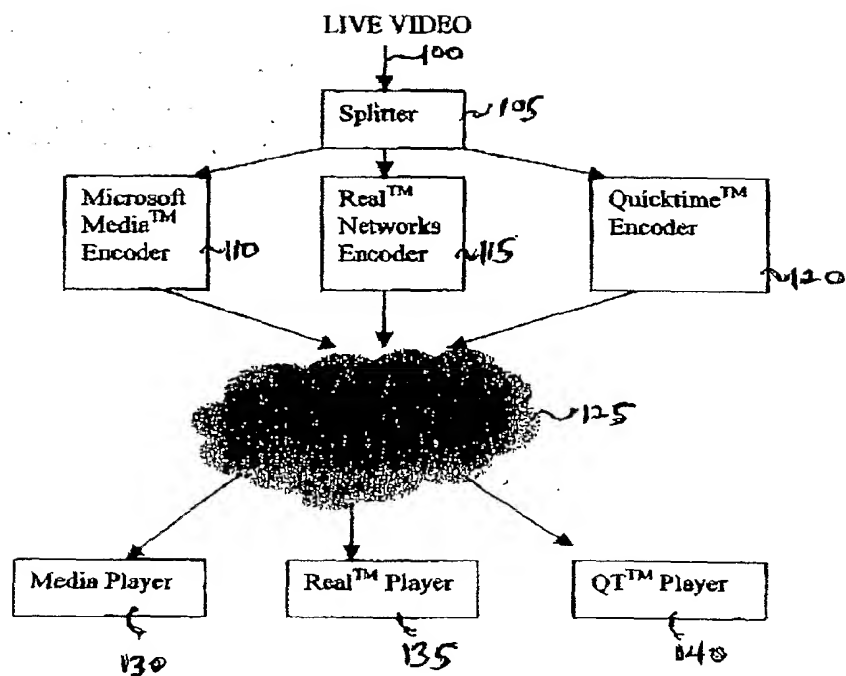 LIVE VIDEO
100
Splitter
105
Microsoft
Media™
Encoder
110
Real™
Networks
Encoder
115
Quicktime™
Encoder
120
125
Media Player
130
Real™ Player
135
QT™ Player
140